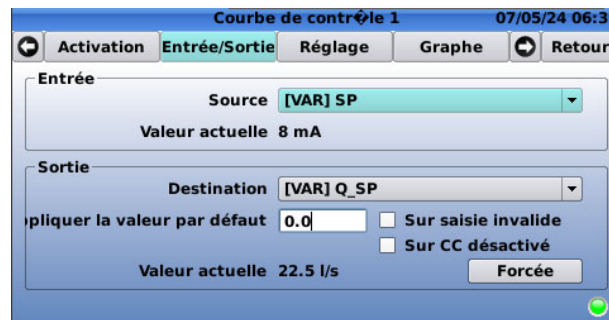 Courbe de contr�le 1 07/05/24 06:3
Activation Entrée/Sortie Réglage Graphe Retour
Entrée
Source [VAR] SP
Valeur actuelle 8 mA
Sortie
Destination [VAR] Q_SP
ppliquer la valeur par défaut 0.0 Sur saisie invalide
Sur CC désactivé
Valeur actuelle 22.5 l/s Forcée